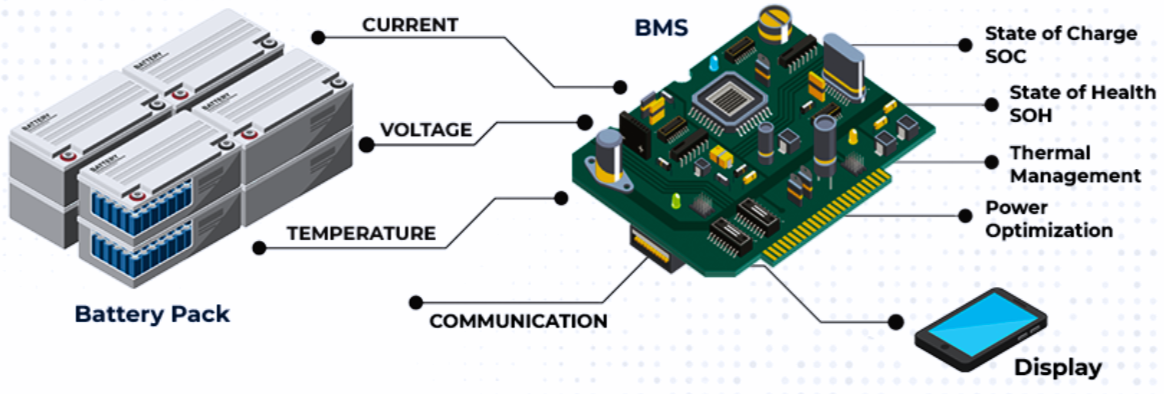 CURRENT
BMS
State of Charge
SOC
State of Health
SOH
VOLTAGE
Thermal
Management
TEMPERATURE
Power
Optimization
Battery Pack
COMMUNICATION
Display
BATTERY
BATTERY
BATTERY
BATTERY